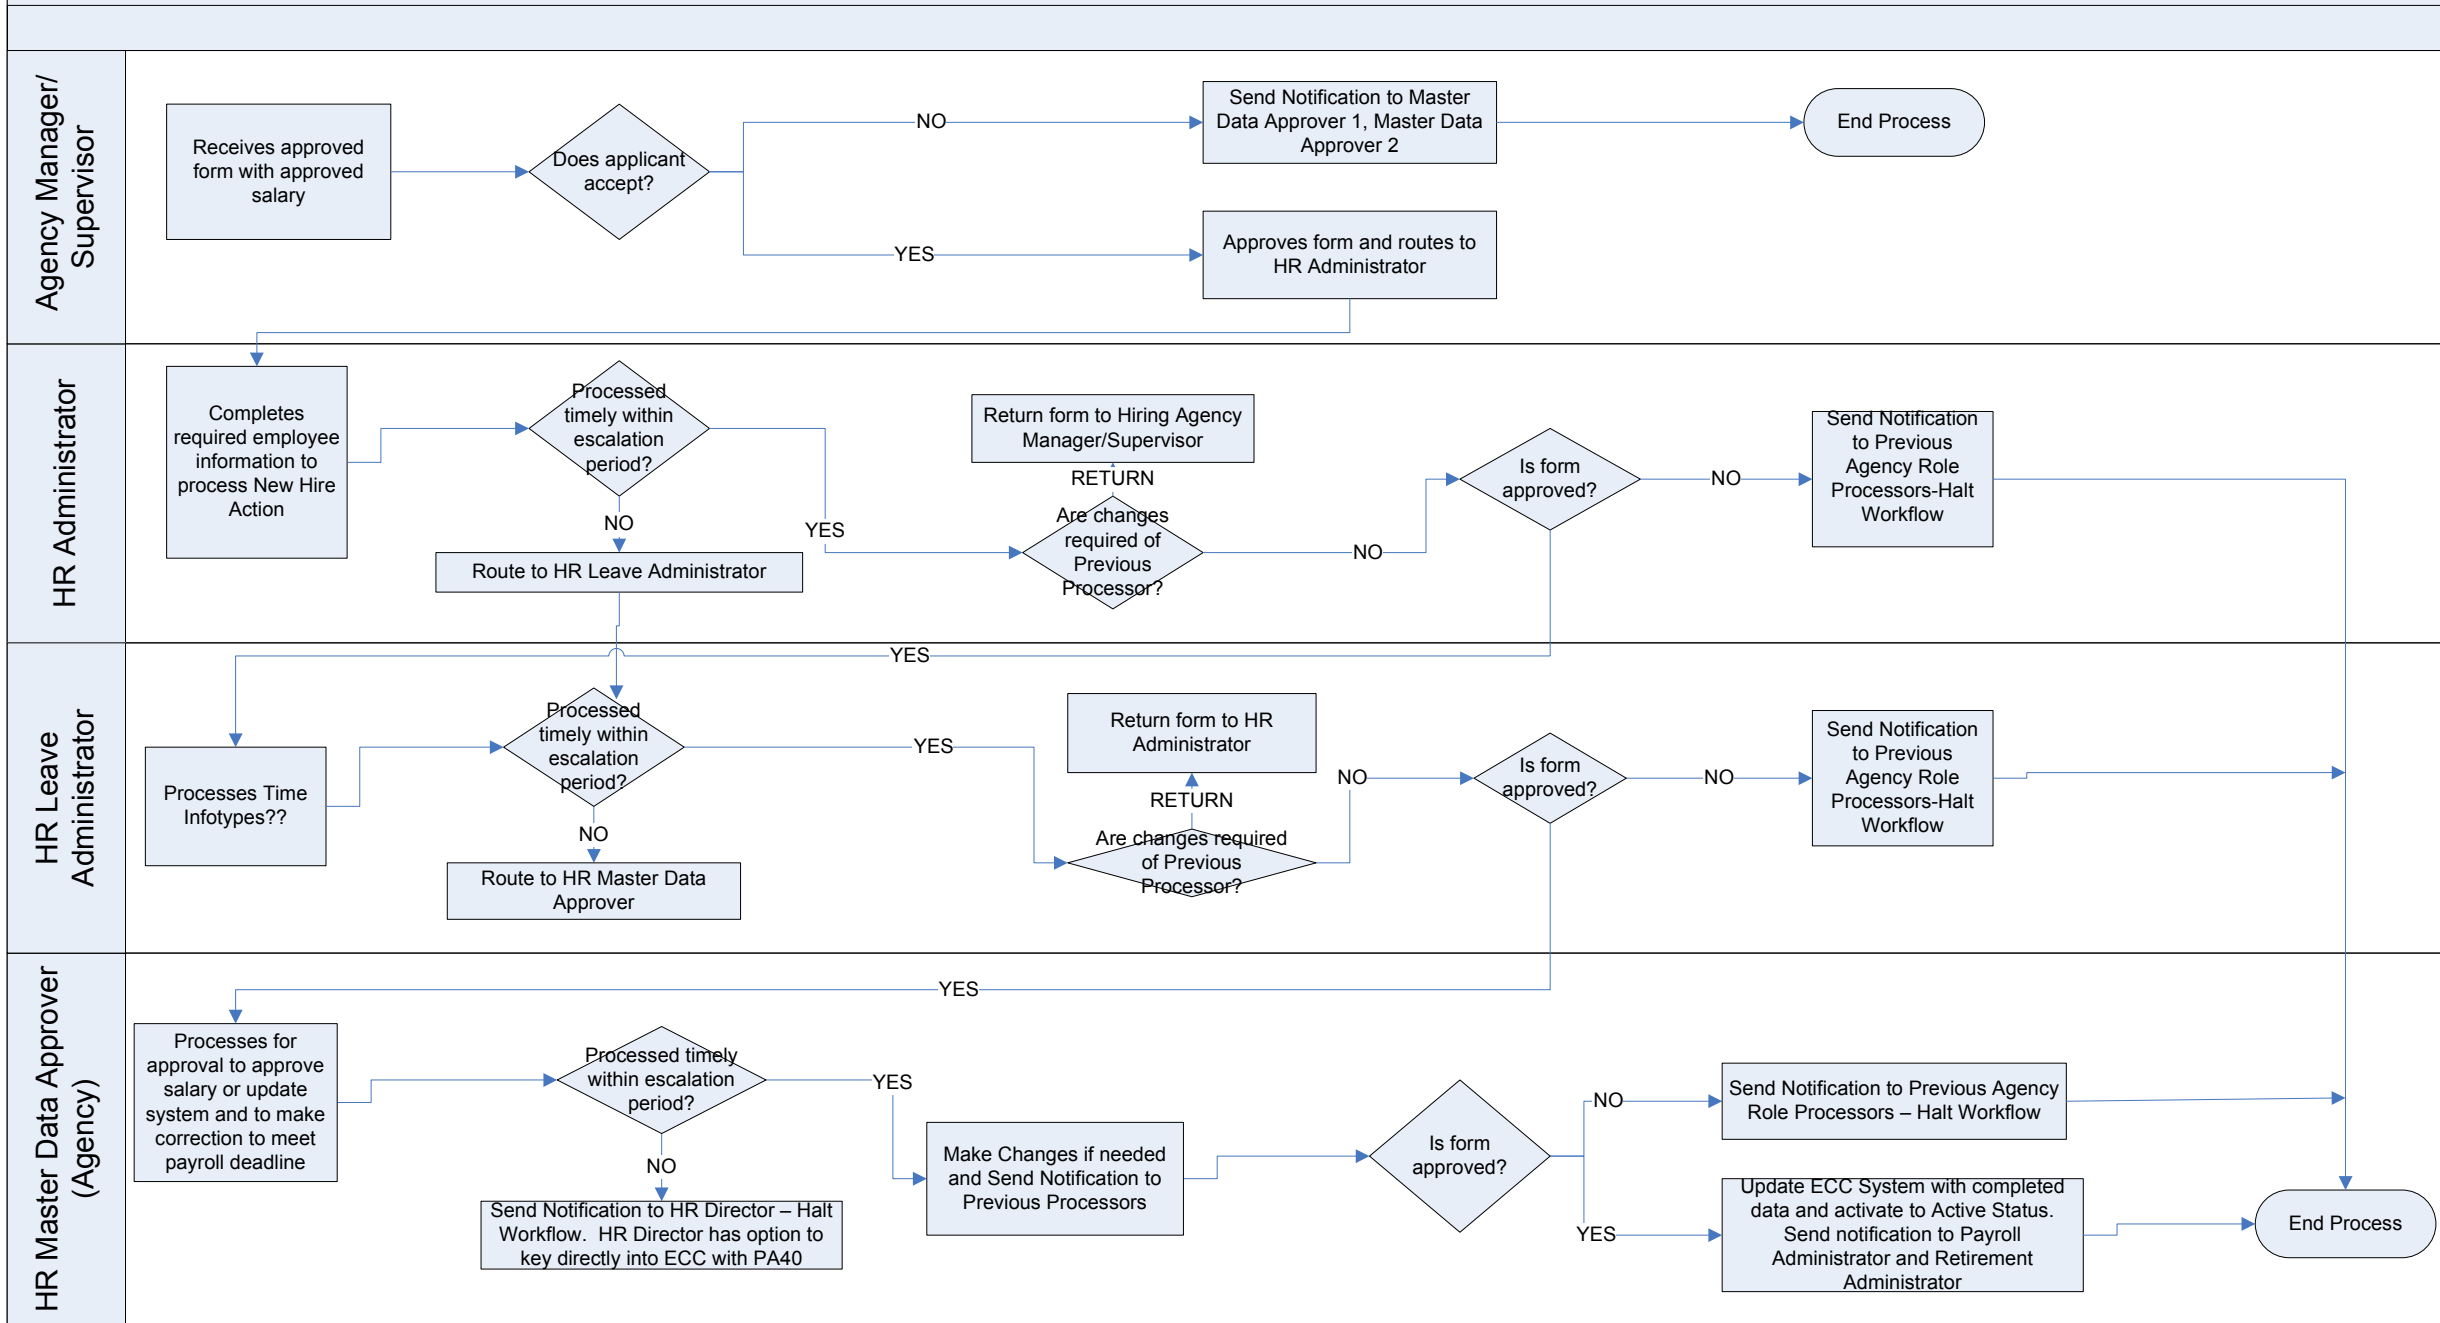 Agency Manager/
Supervisor
Receives approved
form with approved
salary
Does applicant
accept?
NO
Send Notification to Master
Data Approver 1, Master Data
Approver 2
End Process
YES
Approves form and routes to
HR Administrator
HR Administrator
Completes
required employee
information to
process New Hire
Action
Processed
timely within
escalation
period?
NO
Route to HR Leave Administrator
YES
Return form to Hiring Agency
Manager/Supervisor
RETURN
Are changes
required of
Previous
Processor?
NO
Is form
approved?
NO
Send Notification
to Previous
Agency Role
Processors-Halt
Workflow
YES
HR Leave
Administrator
Processes Time
Infotypes??
Processed
timely within
escalation
period?
NO
Route to HR Master Data
Approver
YES
Return form to HR
Administrator
RETURN
Are changes required
of Previous
Processor?
NO
Is form
approved?
NO
Send Notification
to Previous
Agency Role
Processors-Halt
Workflow
YES
HR Master Data Approver
(Agency)
Processes for
approval to approve
salary or update
system and to make
correction to meet
payroll deadline
Processed timely
within escalation
period?
NO
Send Notification to HR Director – Halt
Workflow.  HR Director has option to
key directly into ECC with PA40
YES
Make Changes if needed
and Send Notification to
Previous Processors
Is form
approved?
NO
Send Notification to Previous Agency
Role Processors – Halt Workflow
YES
Update ECC System with completed
data and activate to Active Status.
Send notification to Payroll
Administrator and Retirement
Administrator
End Process